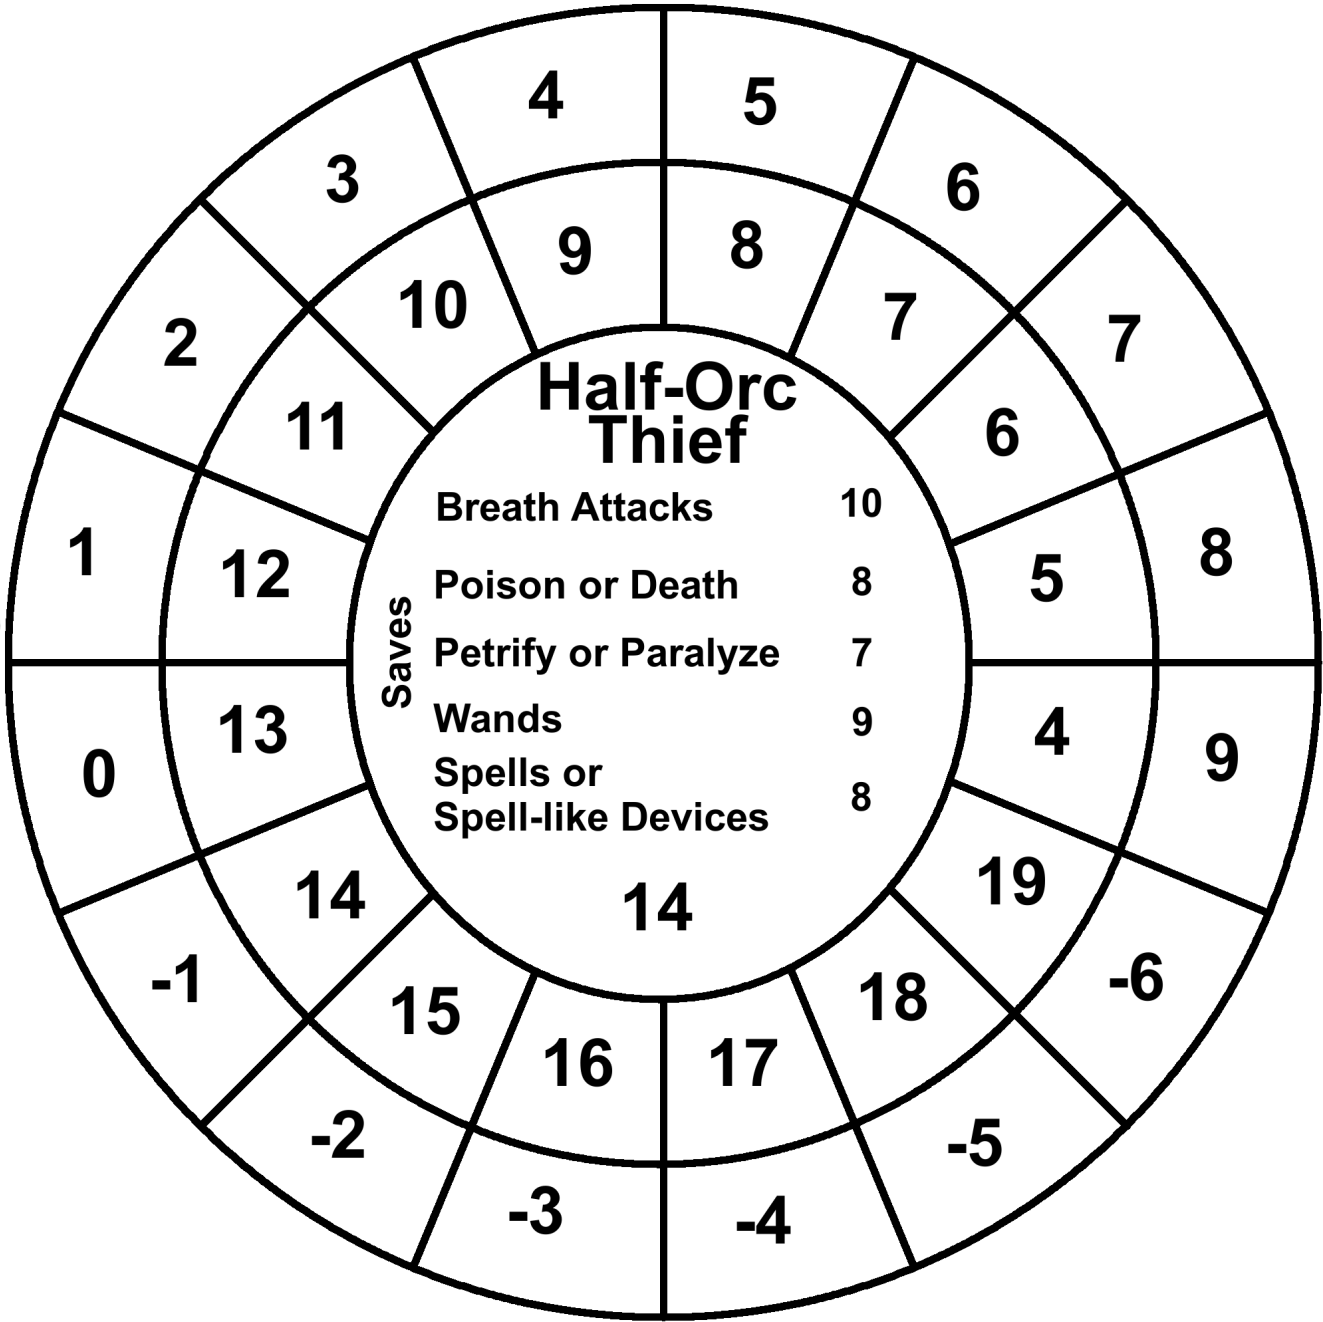 4 5
3 6
9 8
10 7
2 7
11 6
Half-Orc
Thief
Breath Attacks 10
1 8
12 5
Poison or Death 8
Saves
Petrify or Paralyze 7
Wands 9
13 4
0 9
Spells or
Spell-like Devices 8
14 19
14
-1 -6
15 18
16 17
-2 -5
-3 -4